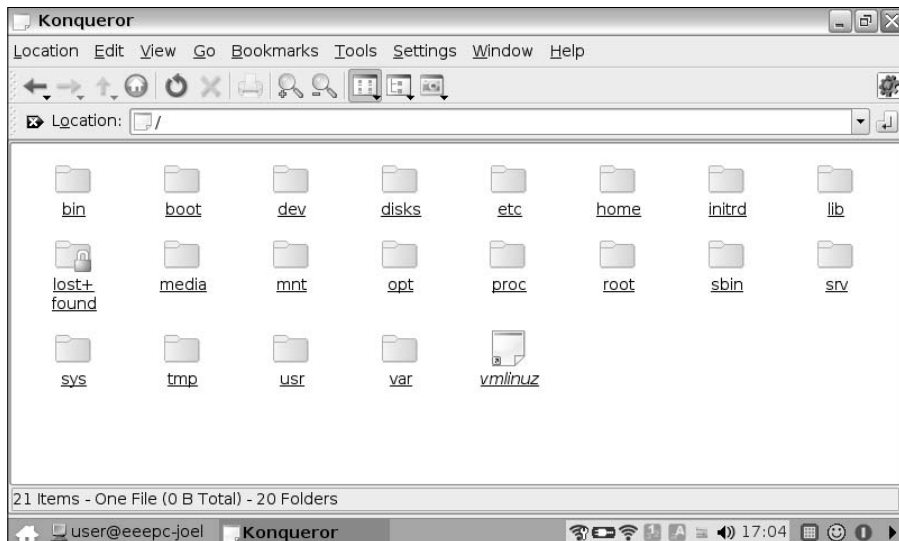 Konqueror
Location Edit View Go Bookmarks Tools Settings Window Help
Location: /
bin boot dev disks etc home initrd lib
lost+found media mnt opt proc root sbin srv
sys tmp usr var vmlinuz
21 Items - One File (0 B Total) - 20 Folders
user@eeepc-joel Konqueror 1 A 17:04